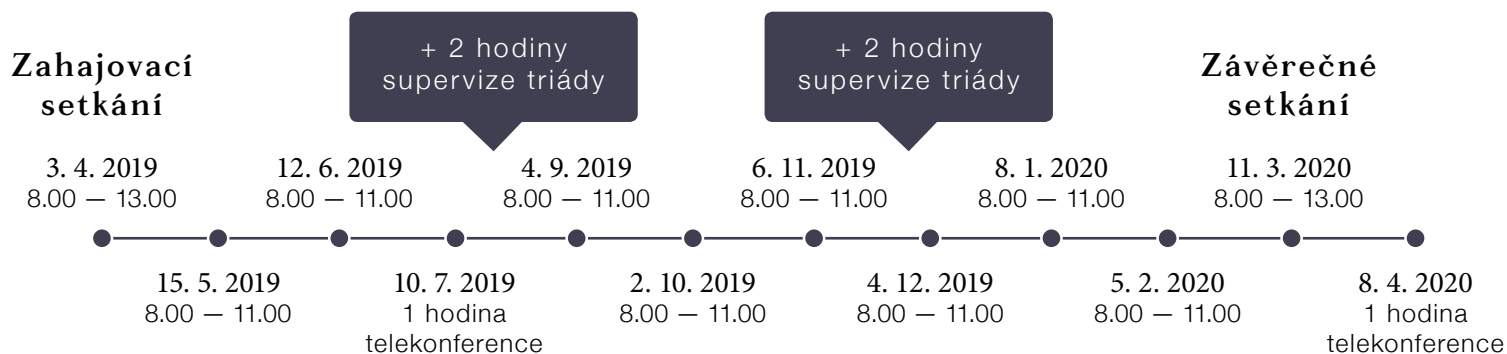 + 2 hodiny
supervize triády
+ 2 hodiny
supervize triády
Zahajovací
setkání
Závěrečné
setkání
3. 4. 2019
8.00 — 13.00
12. 6. 2019
8.00 — 11.00
4. 9. 2019
8.00 — 11.00
6. 11. 2019
8.00 — 11.00
8. 1. 2020
8.00 — 11.00
11. 3. 2020
8.00 — 13.00
15. 5. 2019
8.00 — 11.00
10. 7. 2019
1 hodina
telekonference
2. 10. 2019
8.00 — 11.00
4. 12. 2019
8.00 — 11.00
5. 2. 2020
8.00 — 11.00
8. 4. 2020
1 hodina
telekonference